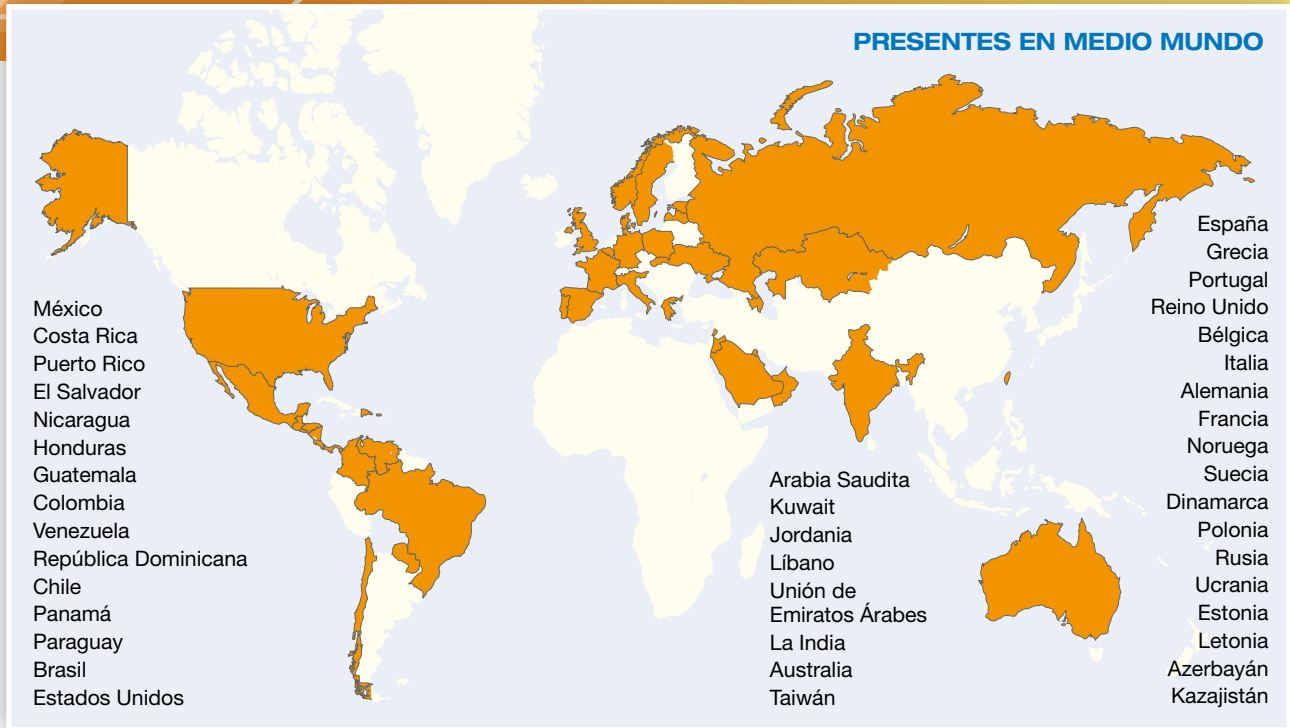 PRESENTES EN MEDIO MUNDO
México
Costa Rica
Puerto Rico
El Salvador
Nicaragua
Honduras
Guatemala
Colombia
Venezuela
República Dominicana
Chile
Panamá
Paraguay
Brasil
Estados Unidos
Arabia Saudita
Kuwait
Jordania
Líbano
Unión de
Emiratos Árabes
La India
Australia
Taiwán
España
Grecia
Portugal
Reino Unido
Bélgica
Italia
Alemania
Francia
Noruega
Suecia
Dinamarca
Polonia
Rusia
Ucrania
Estonia
Letonia
Azerbayán
Kazajistán